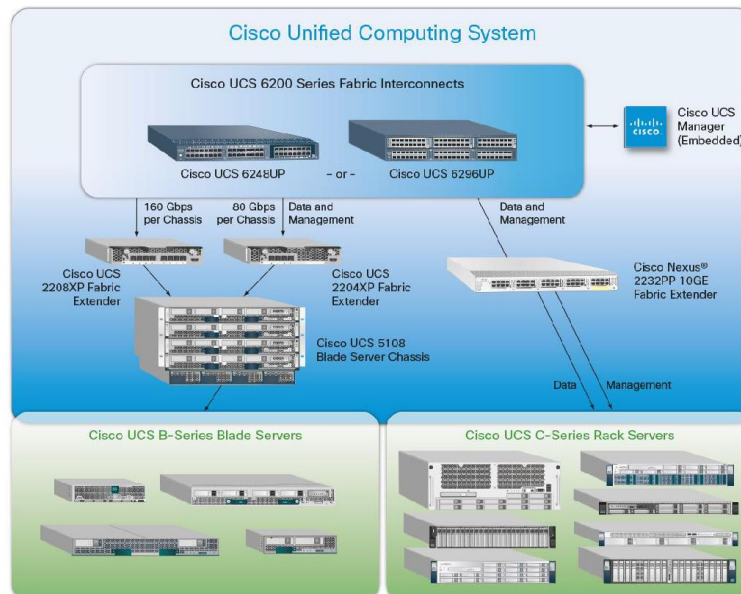 Cisco Unified Computing System
Cisco UCS 6200 Series Fabric Interconnects
Cisco UCS 6248UP
– or –
Cisco UCS 6296UP
CISCO
Cisco UCS
Manager
(Embedded)
160 Gbps
per Chassis
80 Gbps
per Chassis
Data and
Management
Data and
Management
Cisco UCS
2208XP Fabric
Extender
Cisco UCS
2204XP Fabric
Extender
Cisco Nexus®
2232PP 10GE
Fabric Extender
Cisco UCS 5108
Blade Server Chassis
Data
Management
Cisco UCS B-Series Blade Servers
Cisco UCS C-Series Rack Servers